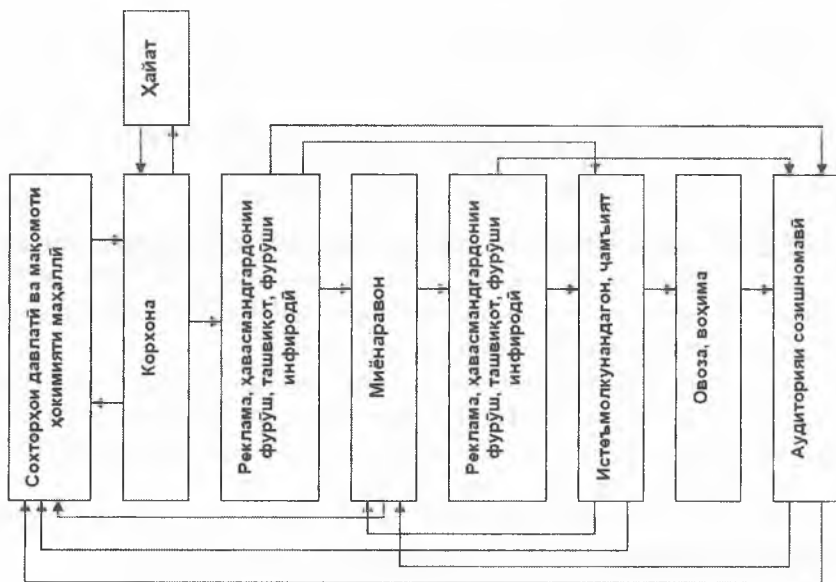 Ҳайат
Сохторҳои давлатӣ ва мақомоти
ҳокимияти маҳаллӣ
Корхона
Реклама, ҳавасмандгардонии
фурӯш, ташвиқот, фурӯши
инфиродӣ
Миёнаравон
Реклама, ҳавасмандгардонии
фурӯш, ташвиқот, фурӯши
инфиродӣ
Истеъмолкунандагон, ҷамъият
Овоза, воҳима
Аудиторияи созишномавӣ